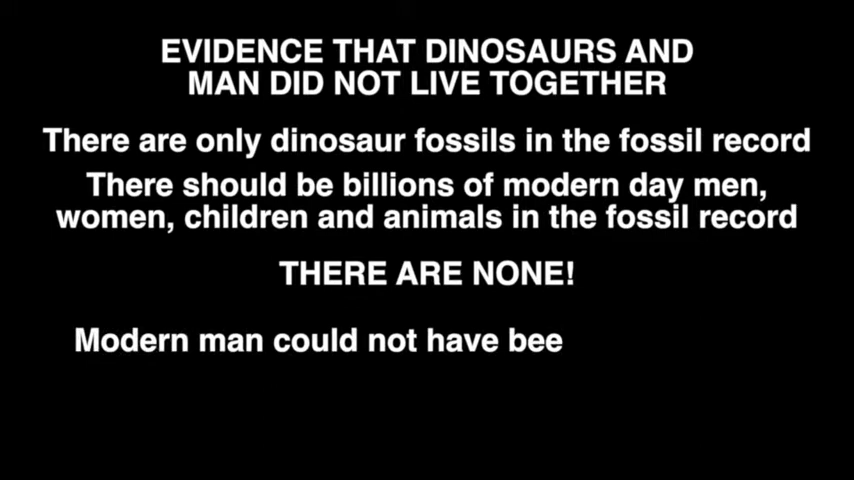 EVIDENCE THAT DINOSAURS AND
MAN DID NOT LIVE TOGETHER
There are only dinosaur fossils in the fossil record
There should be billions of modern day men,
women, children and animals in the fossil record
THERE ARE NONE!
Modern man could not have bee